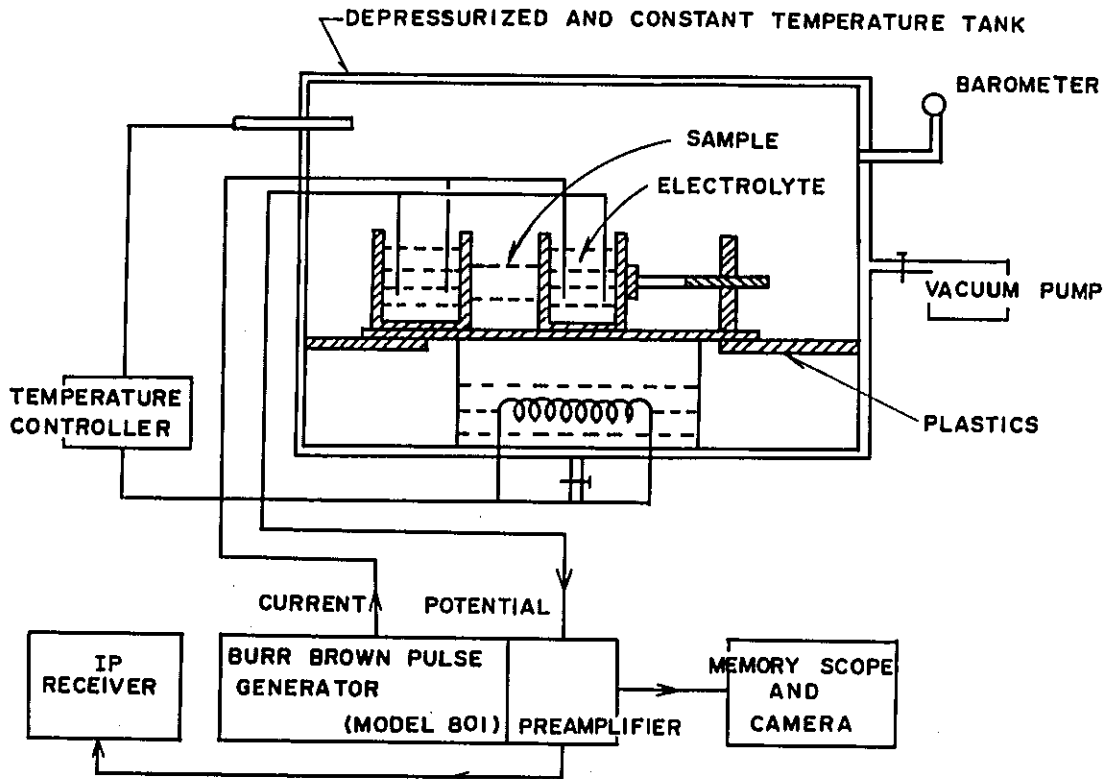 DEPRESSURIZED AND CONSTANT TEMPERATURE TANK
BAROMETER
SAMPLE
ELECTROLYTE
VACUUM PUMP
TEMPERATURE
CONTROLLER
PLASTICS
CURRENT
POTENTIAL
IP
RECEIVER
BURR BROWN PULSE
GENERATOR
(MODEL 801)
PREAMPLIFIER
MEMORY SCOPE
AND
CAMERA